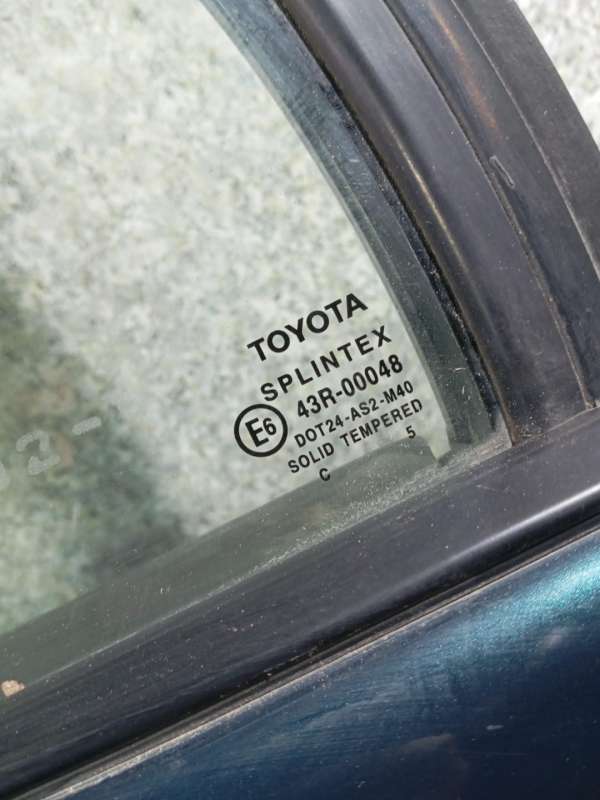 TOYOTA
SPLINTEX
E6 43R-00048
DOT24-AS2-M40
SOLID TEMPERED
C 5